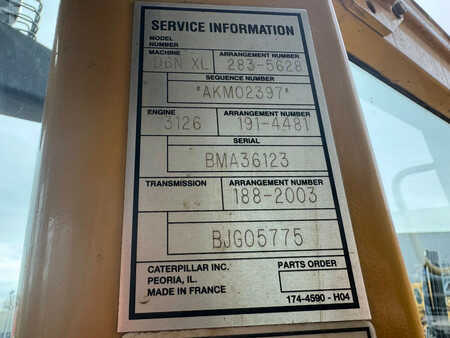 SERVICE INFORMATION
MODEL NUMBER
MACHINE ARRANGEMENT NUMBER
D6N XL 283-5628
SEQUENCE NUMBER
*AKM02397*
ENGINE ARRANGEMENT NUMBER
3126 191-4481
SERIAL
BMA36123
TRANSMISSION ARRANGEMENT NUMBER
188-2003
BJG05775
CATERPILLAR INC. PARTS ORDER
PEORIA, IL.
MADE IN FRANCE
174-4590 - H04